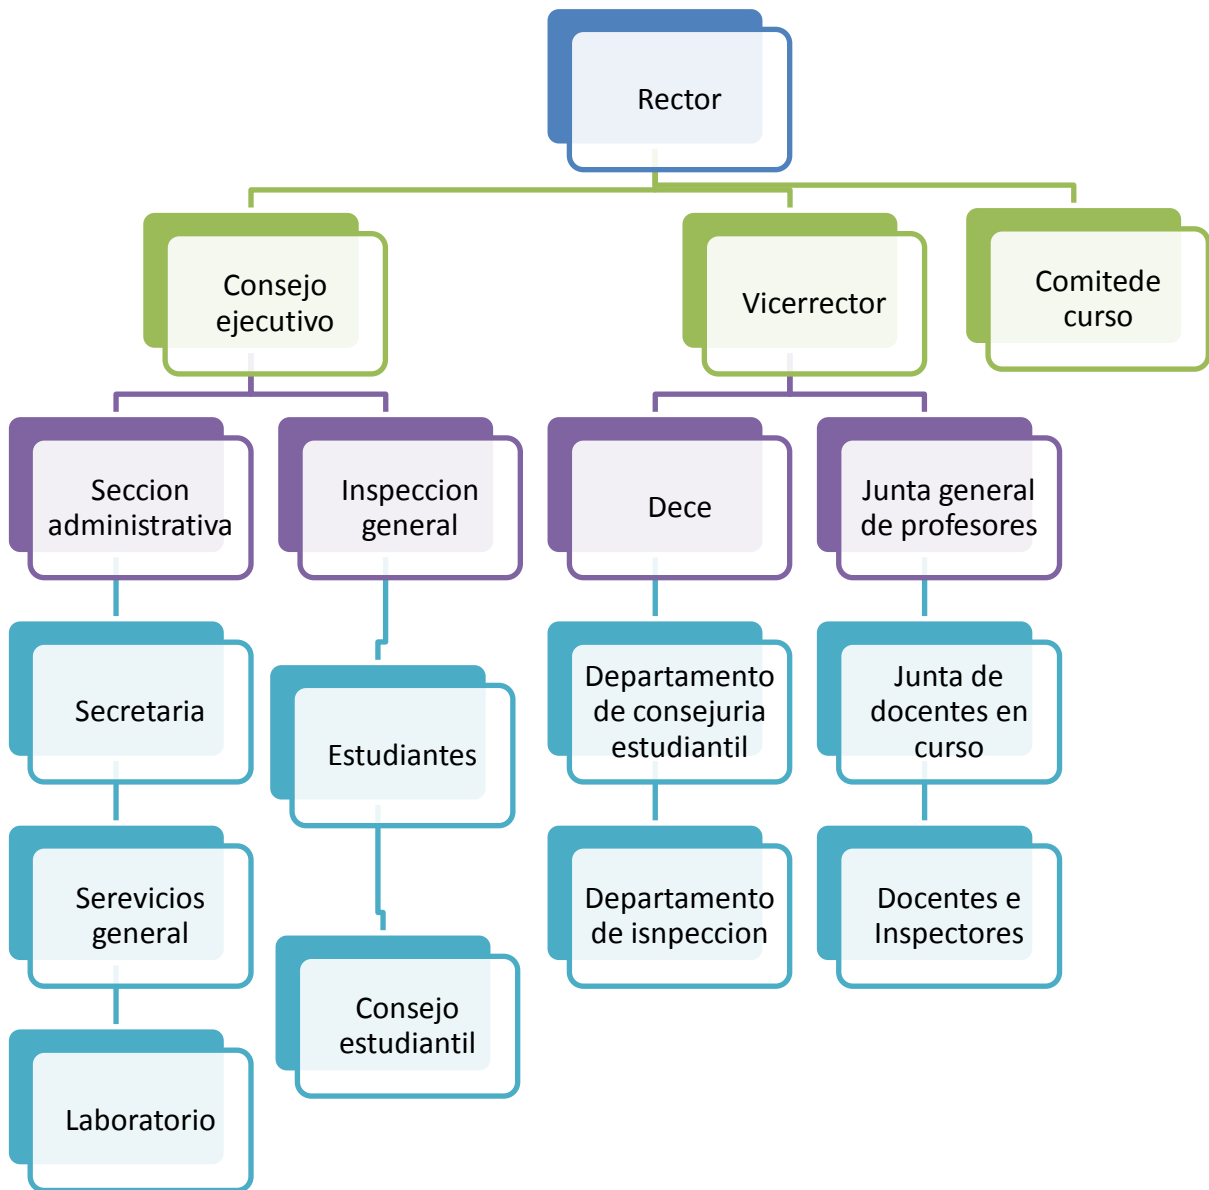 Rector
Consejo
ejecutivo
Vicerrector
Comitede
curso
Seccion
administrativa
Inspeccion
general
Dece
Junta general
de profesores
Secretaria
Estudiantes
Departamento
de consejuria
estudiantil
Junta de
docentes en
curso
Serevicios
general
Consejo
estudiantil
Departamento
de isnpeccion
Docentes e
Inspectores
Laboratorio